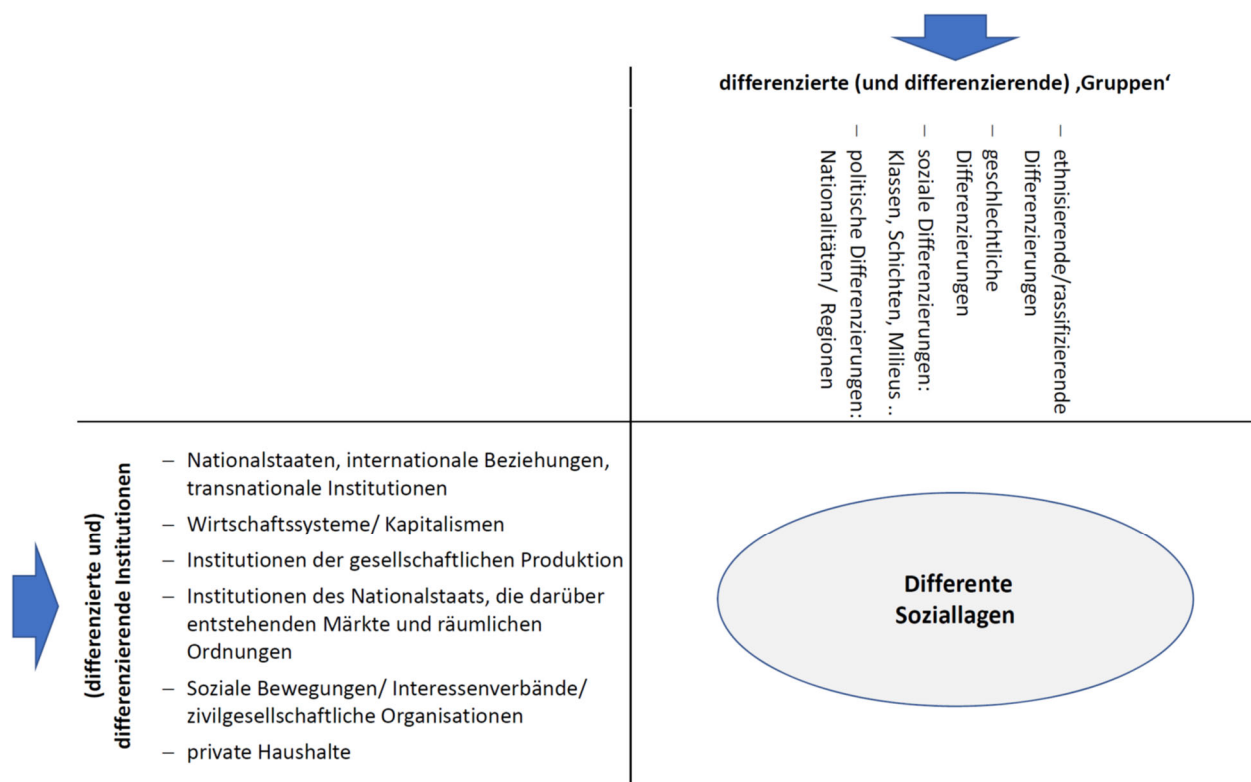 differenzierte (und differenzierende) ‚Gruppen‘
– ethnisierende/rassifizierende
Differenzierungen
– geschlechtliche
Differenzierungen
– soziale Differenzierungen:
Klassen, Schichten, Milieus ..
– politische Differenzierungen:
Nationalitäten/ Regionen
(differenzierte und)
differenzierende Institutionen
– Nationalstaaten, internationale Beziehungen,
transnationale Institutionen
– Wirtschaftssysteme/ Kapitalismen
– Institutionen der gesellschaftlichen Produktion
– Institutionen des Nationalstaats, die darüber
entstehenden Märkte und räumlichen
Ordnungen
– Soziale Bewegungen/ Interessenverbände/
zivilgesellschaftliche Organisationen
– private Haushalte
Differente
Soziallagen